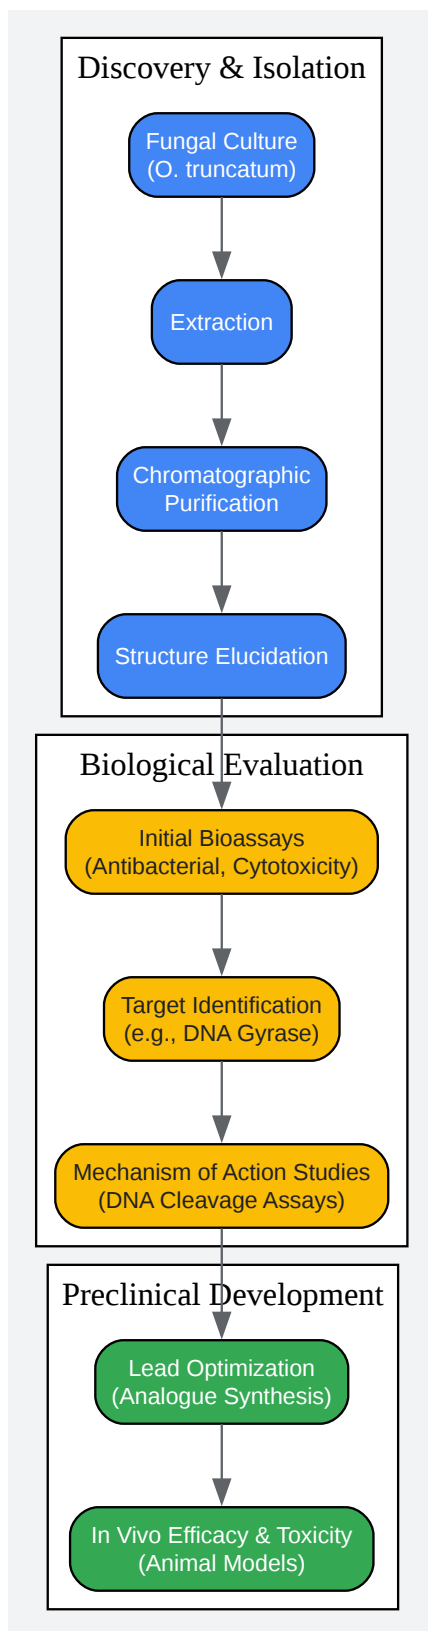 Discovery & Isolation
Fungal Culture
(O. truncatum)
Extraction
Chromatographic
Purification
Structure Elucidation
Biological Evaluation
Initial Bioassays
(Antibacterial, Cytotoxicity)
Target Identification
(e.g., DNA Gyrase)
Mechanism of Action Studies
(DNA Cleavage Assays)
Preclinical Development
Lead Optimization
(Analogue Synthesis)
In Vivo Efficacy & Toxicity
(Animal Models)